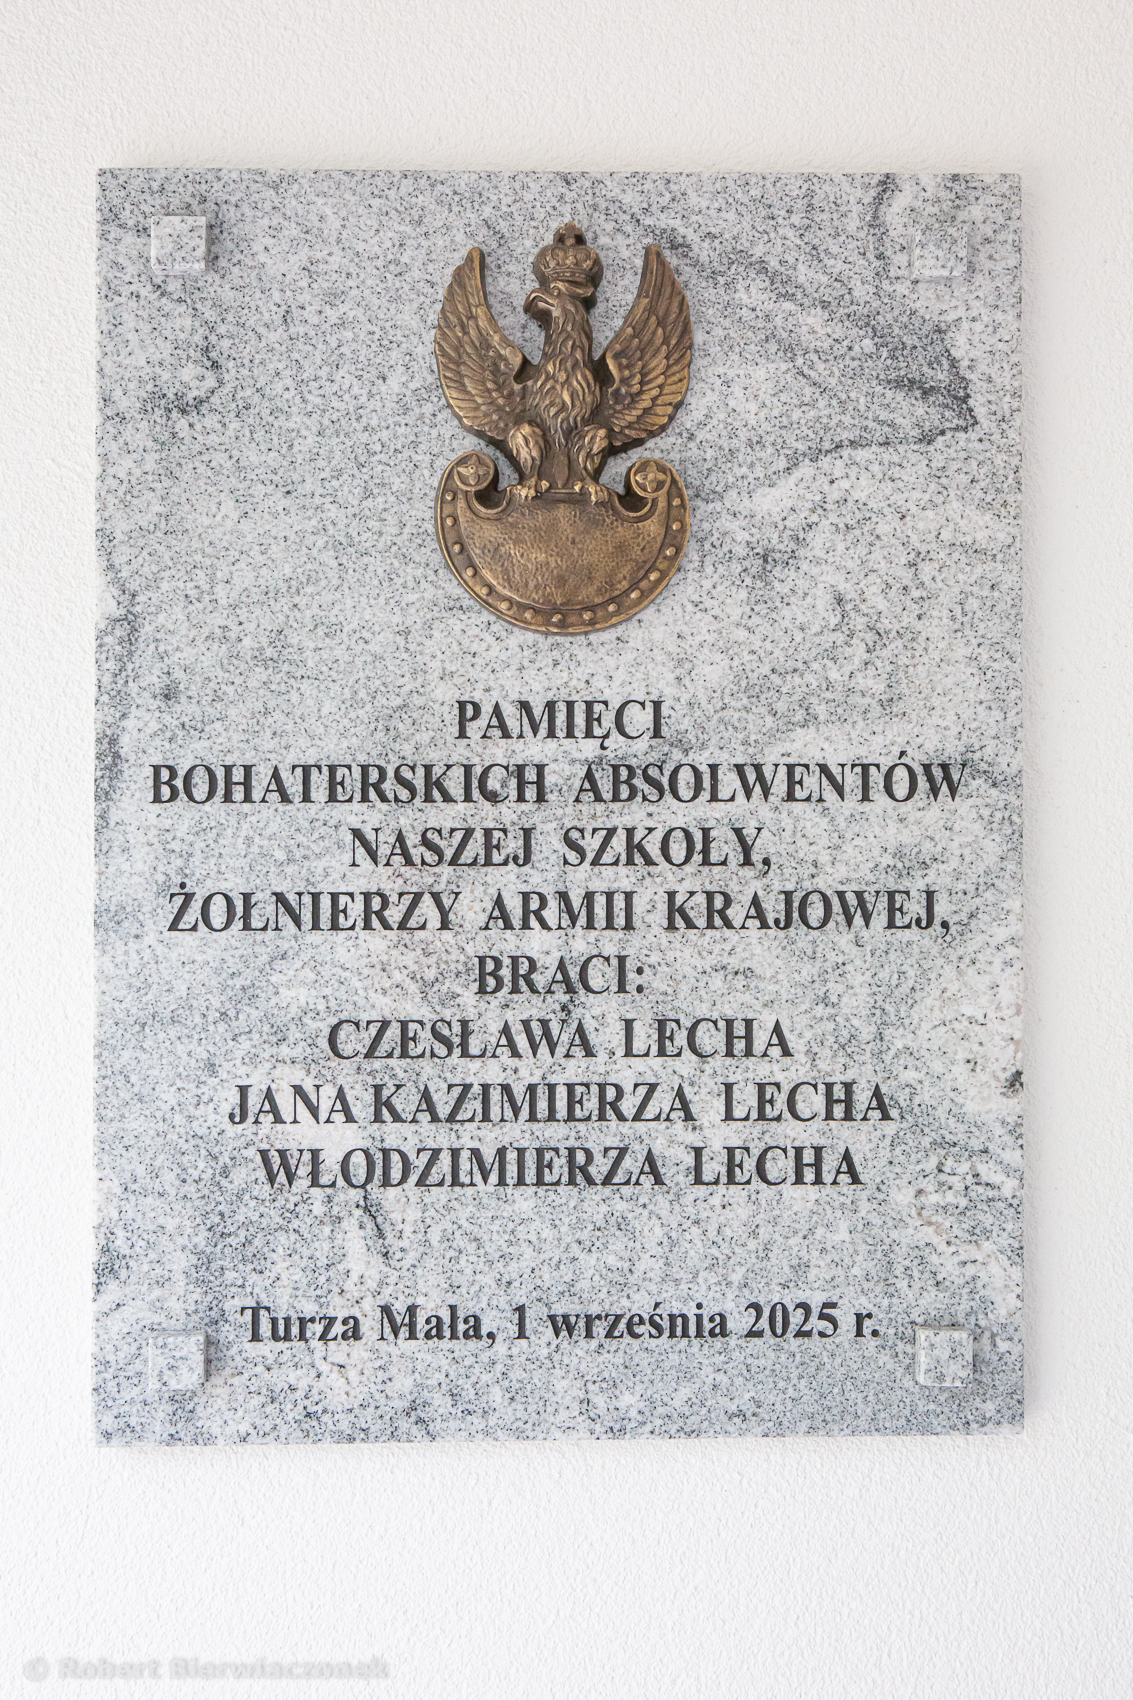 PAMIĘCI
BOHATERSKICH ABSOLWENTÓW
NASZEJ SZKOŁY,
ŻOŁNIERZY ARMII KRAJOWEJ,
BRACI:
CZESŁAWA LECHA
JANA KAZIMIERZA LECHA
WŁODZIMIERZA LECHA
Turza Mała, 1 września 2025 r.
© Robert Bierwiaczonek